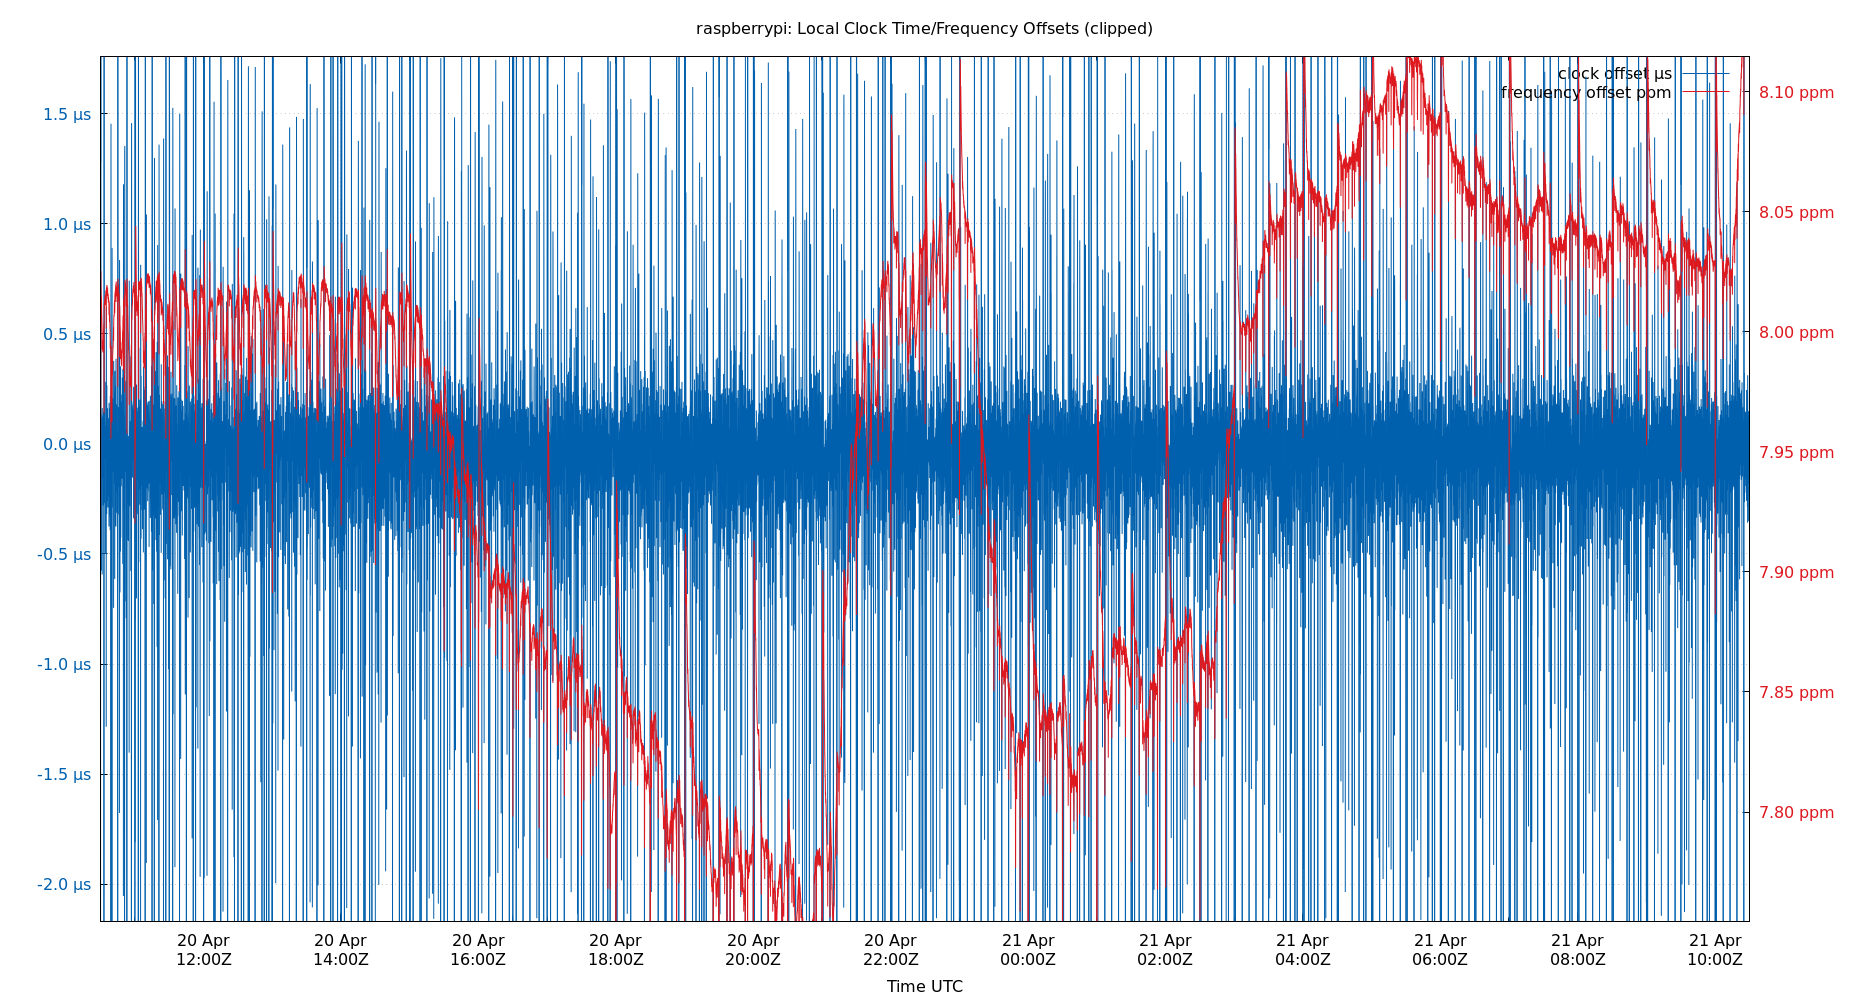 raspberrypi: Local Clock Time/Frequency Offsets (clipped)
clock offset µs
frequency offset ppm
1.5 µs
1.0 µs
0.5 µs
0.0 µs
-0.5 µs
-1.0 µs
-1.5 µs
-2.0 µs
8.10 ppm
8.05 ppm
8.00 ppm
7.95 ppm
7.90 ppm
7.85 ppm
7.80 ppm
20 Apr 20 Apr 20 Apr 20 Apr 20 Apr 20 Apr 21 Apr 21 Apr 21 Apr 21 Apr 21 Apr 21 Apr
12:00Z 14:00Z 16:00Z 18:00Z 20:00Z 22:00Z 00:00Z 02:00Z 04:00Z 06:00Z 08:00Z 10:00Z
Time UTC